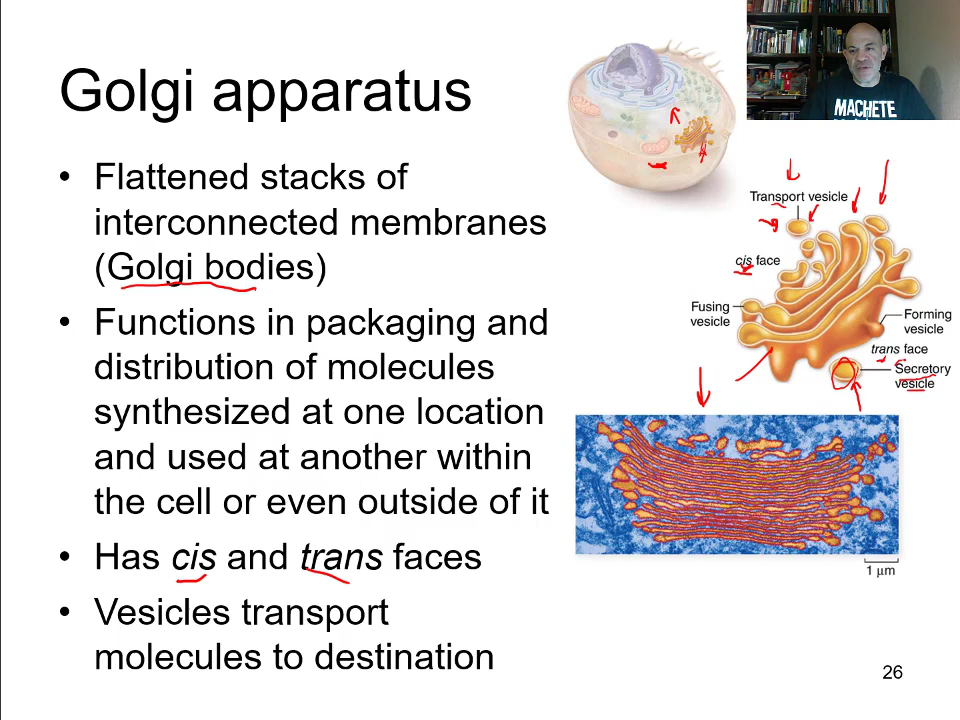 Golgi apparatus
• Flattened stacks of
interconnected membranes
(Golgi bodies)
• Functions in packaging and
distribution of molecules
synthesized at one location
and used at another within
the cell or even outside of it
• Has cis and trans faces
• Vesicles transport
molecules to destination
MACHETE
Transport vesicle
cis face
Fusing
vesicle
Forming
vesicle
trans face
Secretory
vesicle
1 μm
26